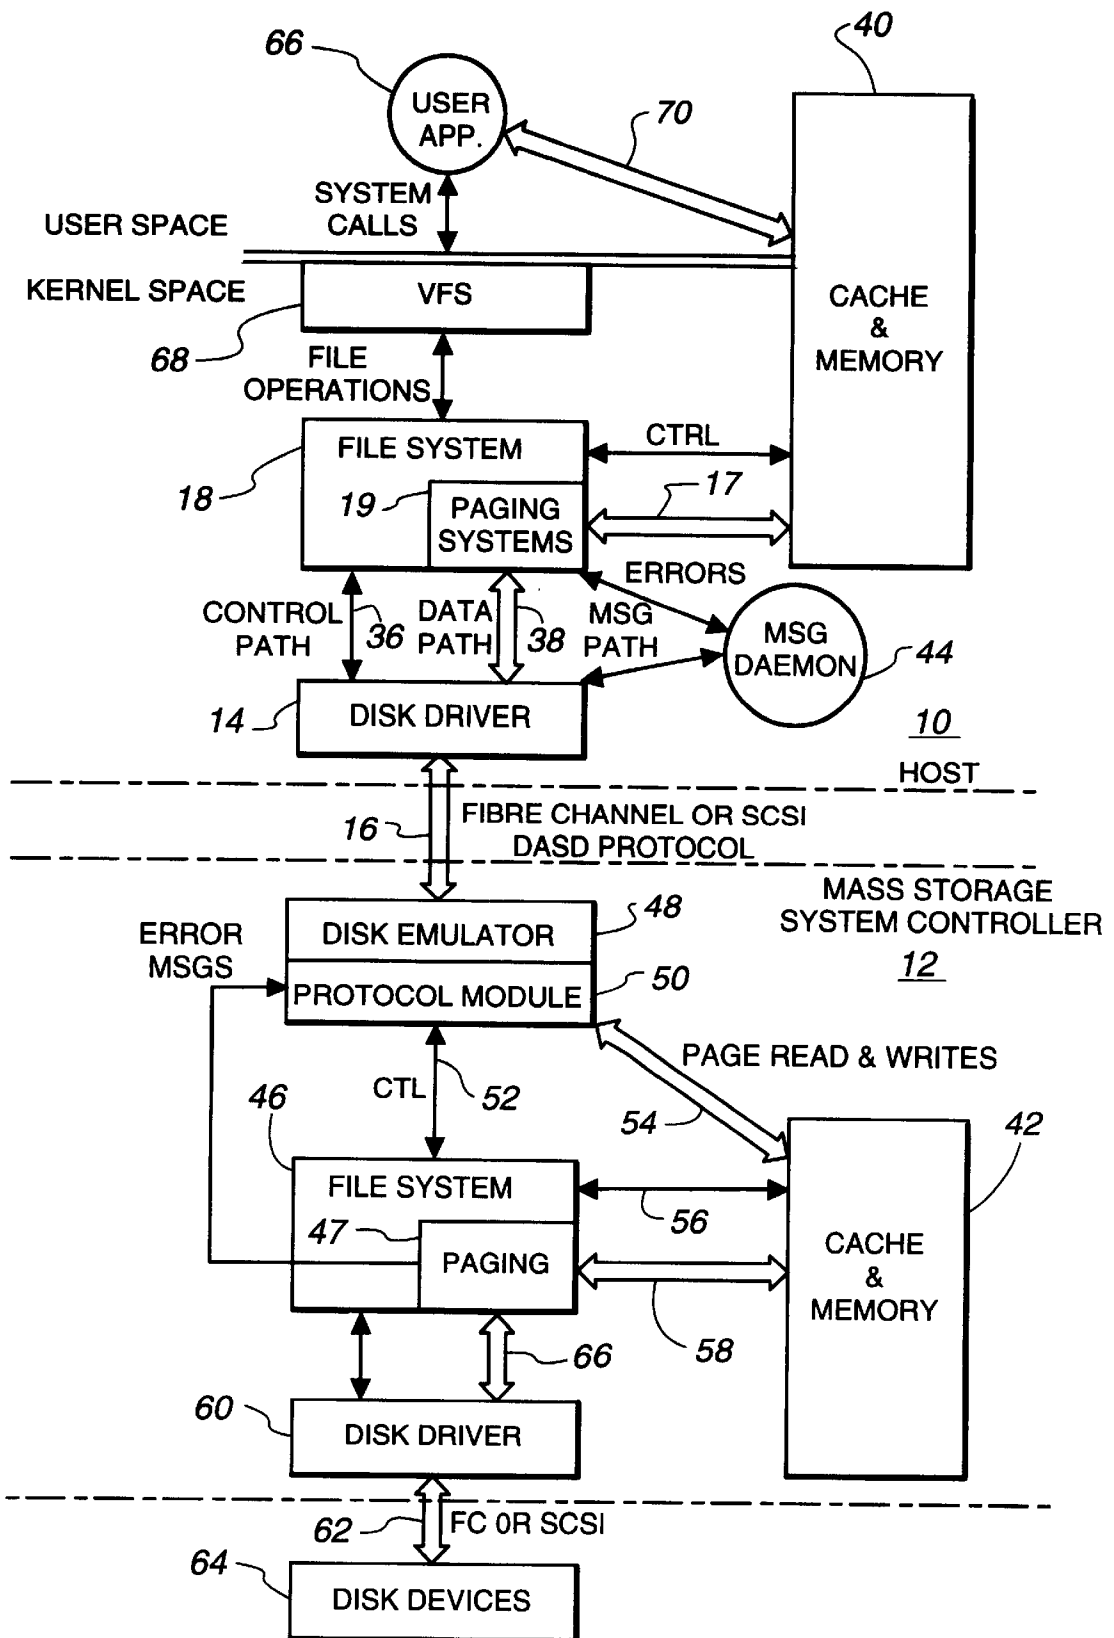 66
40
USER
APP.
70
SYSTEM
CALLS
USER SPACE
KERNEL SPACE
VFS
CACHE
&
MEMORY
68
FILE
OPERATIONS
FILE SYSTEM
CTRL
18
19
PAGING
SYSTEMS
17
ERRORS
CONTROL
PATH
36
DATA
PATH
38
MSG
PATH
MSG
DAEMON
44
14
DISK DRIVER
10
HOST
16
FIBRE CHANNEL OR SCSI
DASD PROTOCOL
MASS STORAGE
SYSTEM CONTROLLER
12
ERROR
MSGS
DISK EMULATOR
48
PROTOCOL MODULE
50
PAGE READ & WRITES
CTL
52
54
46
42
FILE SYSTEM
56
47
PAGING
CACHE
&
MEMORY
58
66
60
DISK DRIVER
62
FC 0R SCSI
64
DISK DEVICES